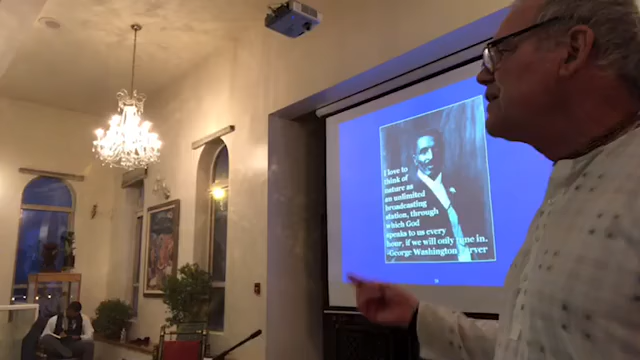 I love to
think of
nature as
an unlimited
broadcasting
station, through
which God
speaks to us every
hour, if we will only tune in.
George Washington